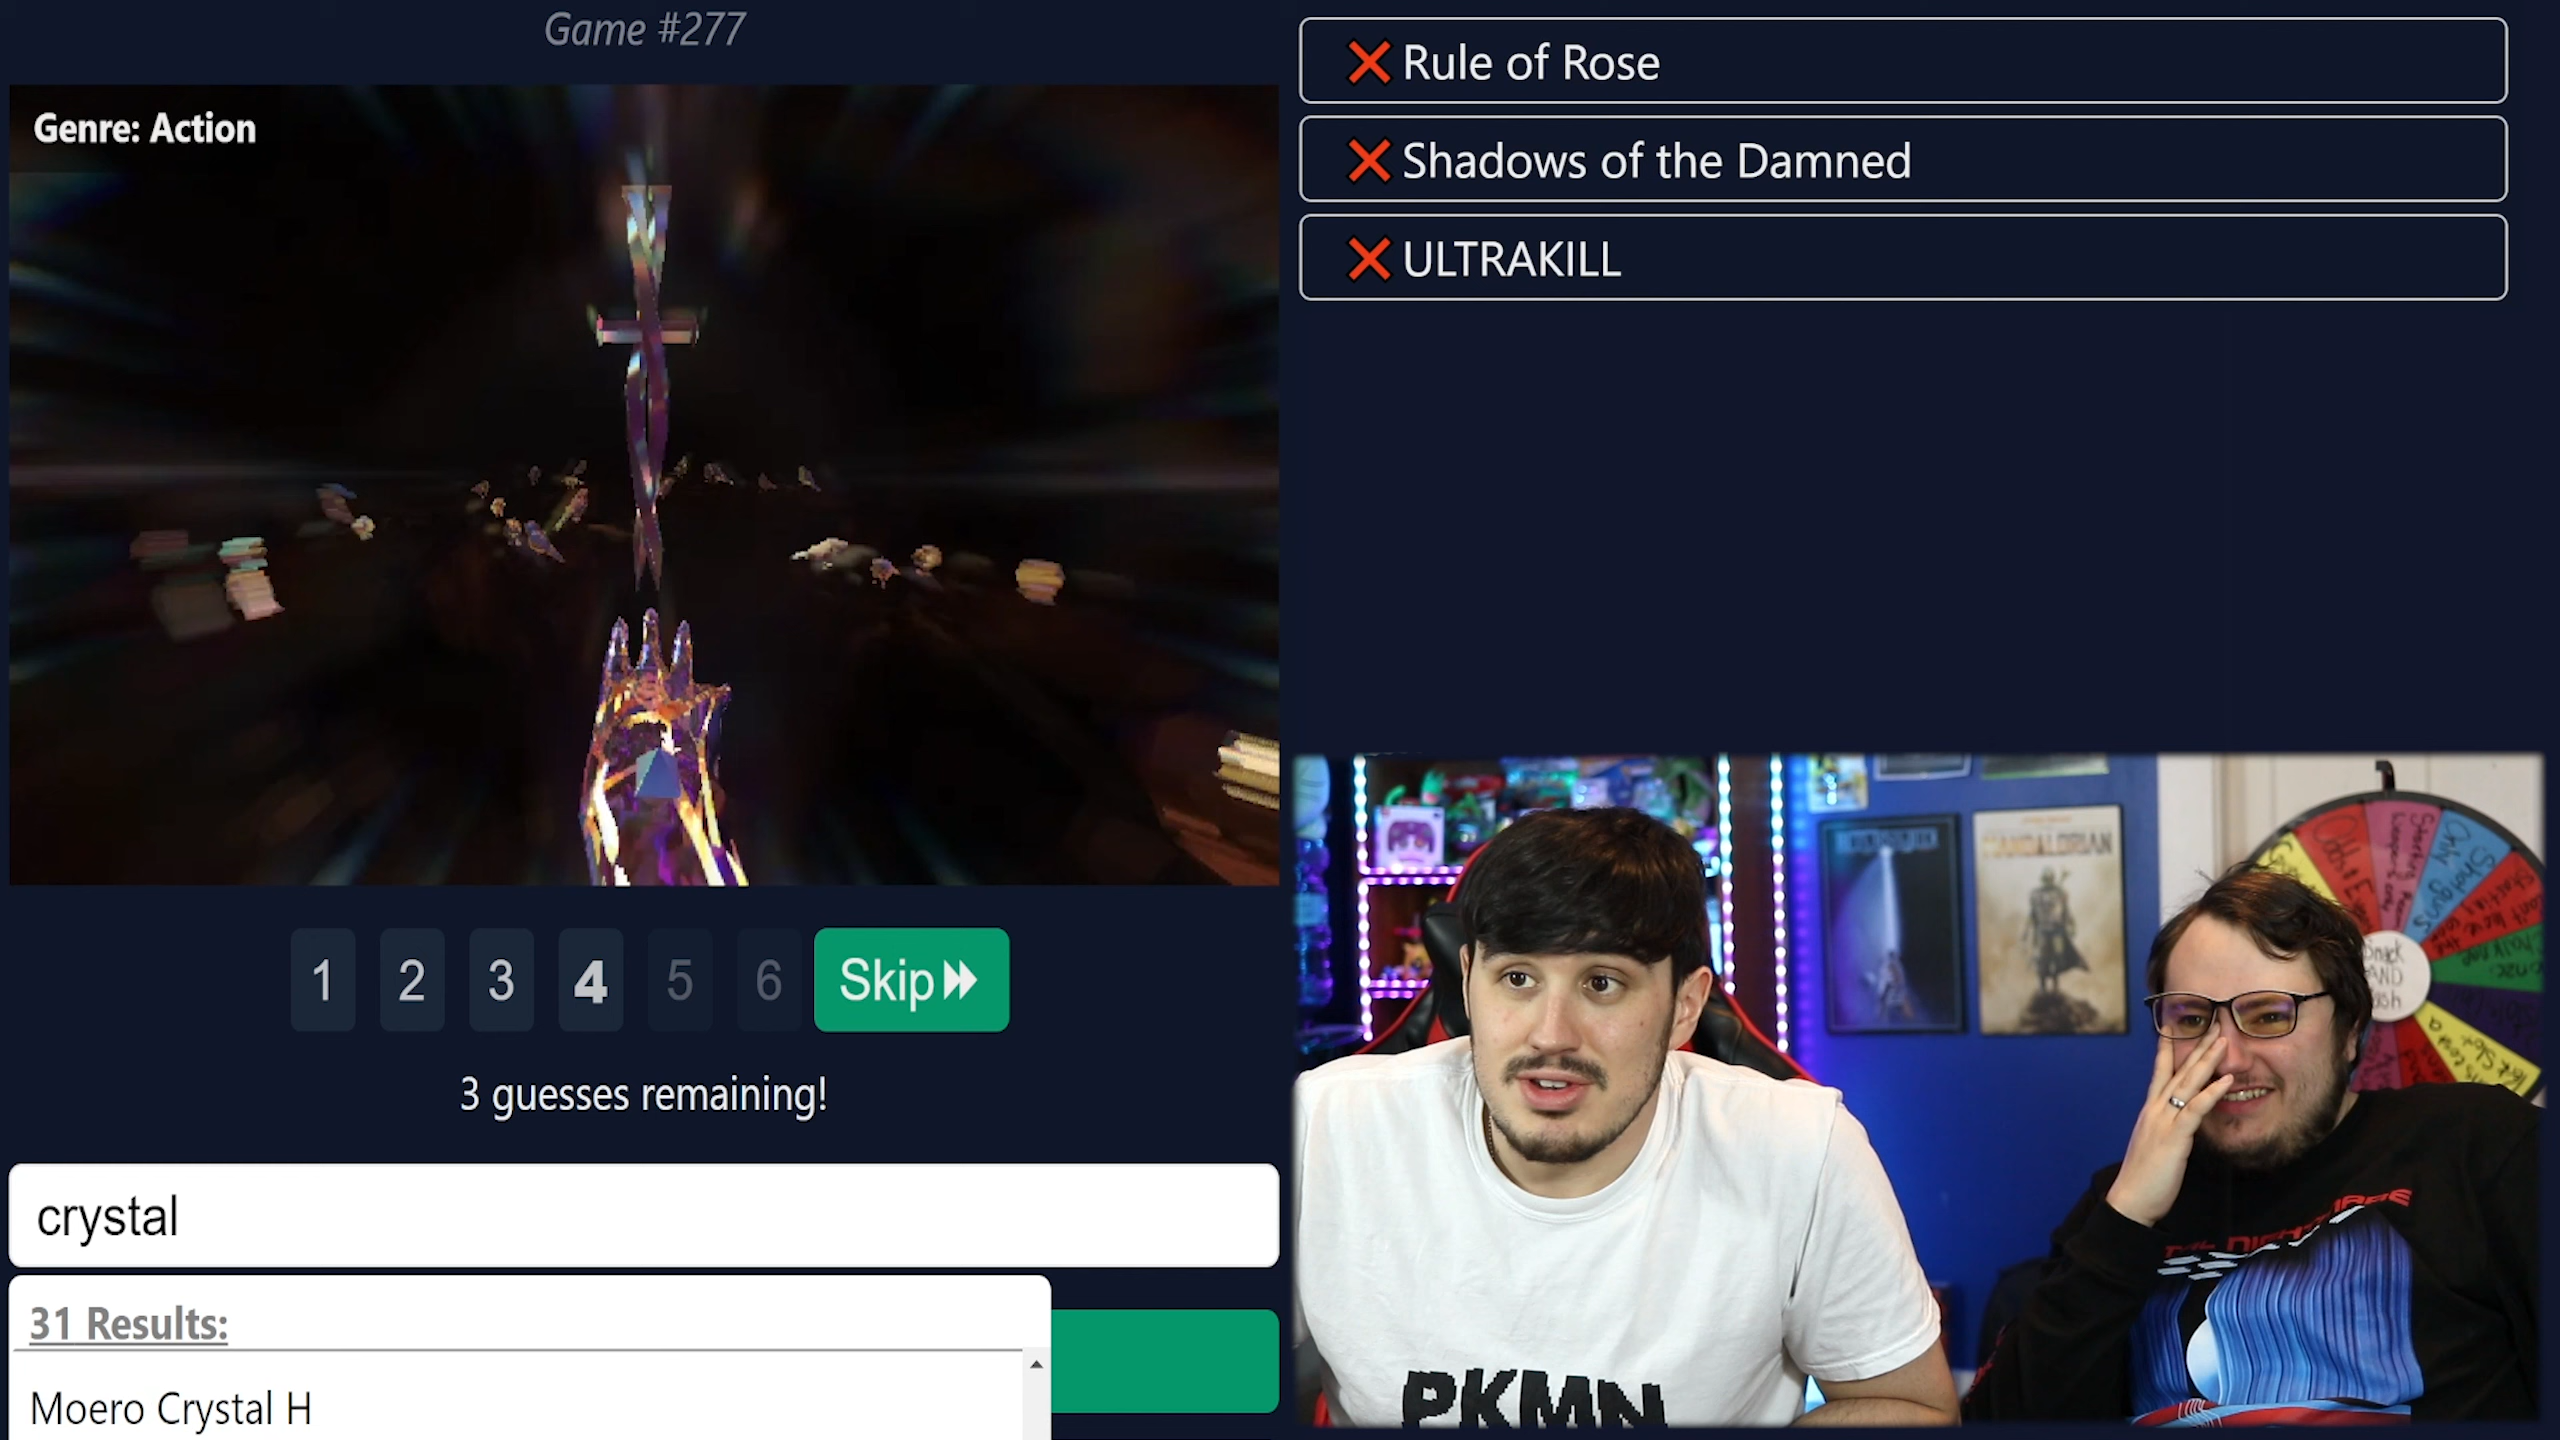 Game #277
Genre: Action
❌ Rule of Rose
❌ Shadows of the Damned
❌ ULTRAKILL
1 2 3 4 5 6 Skip
3 guesses remaining!
crystal
31 Results:
Moero Crystal H
MANDALORIAN
PKMN